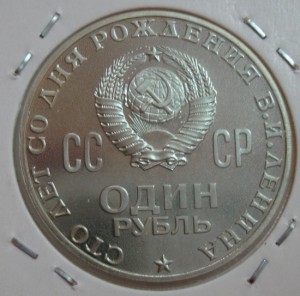 СТО ЛЕТ СО ДНЯ РОЖДЕНИЯ В.И.ЛЕНИНА
СС СР
ОДИН
РУБЛЬ